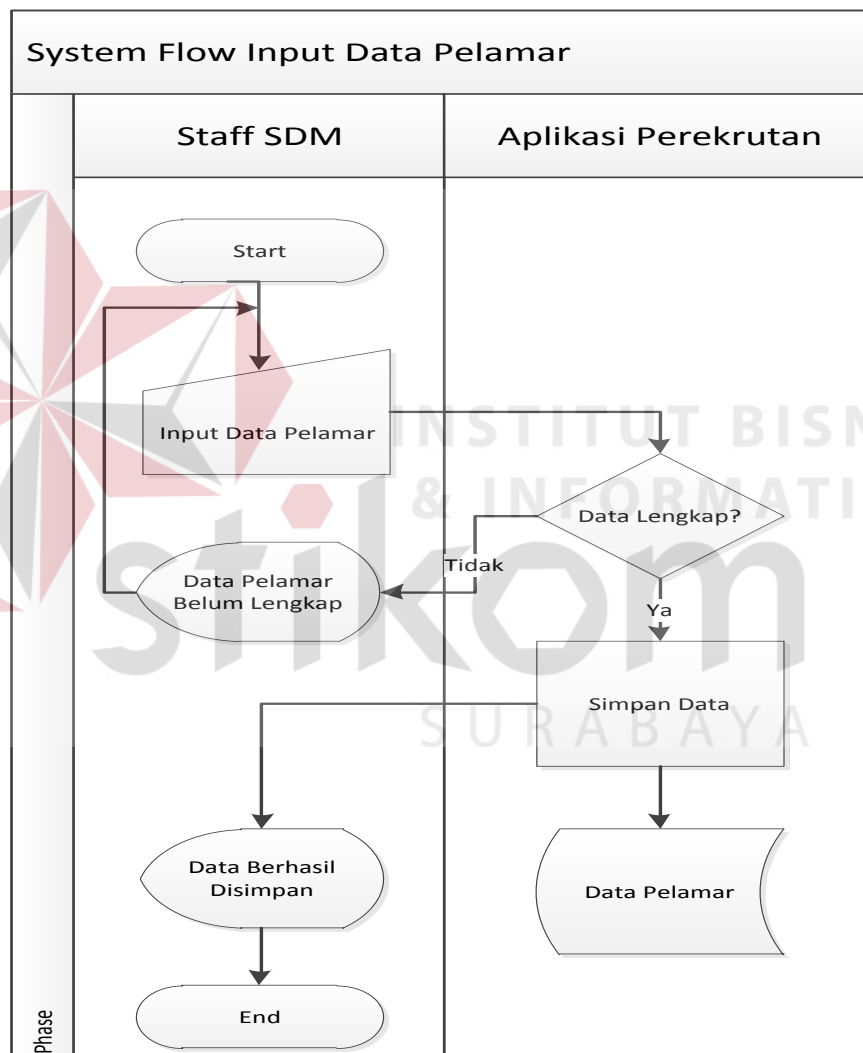 System Flow Input Data Pelamar
Staff SDM
Aplikasi Perekrutan
Start
Input Data Pelamar
Data Lengkap?
Tidak
Data Pelamar
Belum Lengkap
Ya
Simpan Data
Data Berhasil
Disimpan
Data Pelamar
End
Phase
INSTITUT BISN
& INFORMATI
stikom
SURABAYA